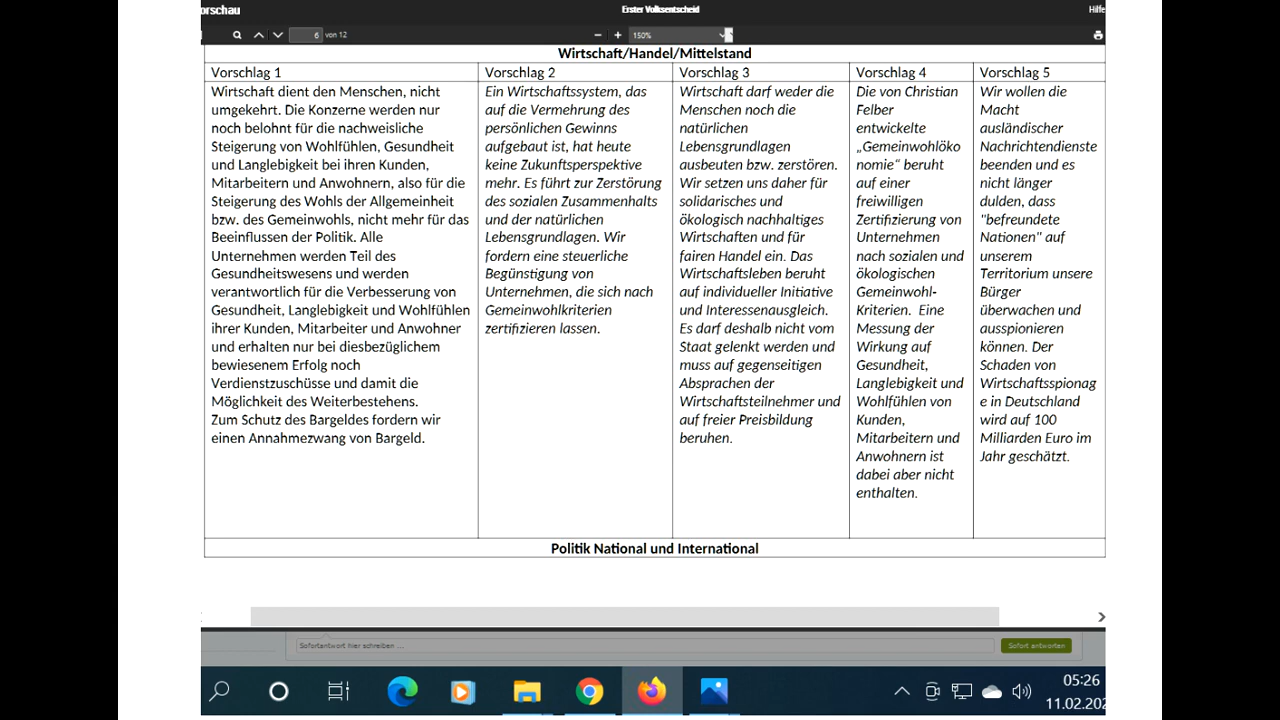 orschau
Erster Volksentscheid
Hilfe
6 von 12
150%
Wirtschaft/Handel/Mittelstand
Vorschlag 1
Wirtschaft dient den Menschen, nicht
umgekehrt. Die Konzerne werden nur
noch belohnt für die nachweisliche
Steigerung von Wohlfühlen, Gesundheit
und Langlebigkeit bei ihren Kunden,
Mitarbeitern und Anwohnern, also für die
Steigerung des Wohls der Allgemeinheit
bzw. des Gemeinwohls, nicht mehr für das
Beeinflussen der Politik. Alle
Unternehmen werden Teil des
Gesundheitswesens und werden
verantwortlich für die Verbesserung von
Gesundheit, Langlebigkeit und Wohlfühlen
ihrer Kunden, Mitarbeiter und Anwohner
und erhalten nur bei diesbezüglichem
bewiesenem Erfolg noch
Verdienstzuschüsse und damit die
Möglichkeit des Weiterbestehens.
Zum Schutz des Bargeldes fordern wir
einen Annahmezwang von Bargeld.
Vorschlag 2
Ein Wirtschaftssystem, das
auf die Vermehrung des
persönlichen Gewinns
aufgebaut ist, hat heute
keine Zukunftsperspektive
mehr. Es führt zur Zerstörung
des sozialen Zusammenhalts
und der natürlichen
Lebensgrundlagen. Wir
fordern eine steuerliche
Begünstigung von
Unternehmen, die sich nach
Gemeinwohlkriterien
zertifizieren lassen.
Vorschlag 3
Wirtschaft darf weder die
Menschen noch die
natürlichen
Lebensgrundlagen
ausbeuten bzw. zerstören.
Wir setzen uns daher für
solidarisches und
ökologisch nachhaltiges
Wirtschaften und für
fairen Handel ein. Das
Wirtschaftsleben beruht
auf individueller Initiative
und Interessenausgleich.
Es darf deshalb nicht vom
Staat gelenkt werden und
muss auf gegenseitigen
Absprachen der
Wirtschaftsteilnehmer und
auf freier Preisbildung
beruhen.
Vorschlag 4
Die von Christian
Felber
entwickelte
„Gemeinwohlöko
nomie“ beruht
auf einer
freiwilligen
Zertifizierung von
Unternehmen
nach sozialen und
ökologischen
Gemeinwohl-
Kriterien. Eine
Messung der
Wirkung auf
Gesundheit,
Langlebigkeit und
Wohlfühlen von
Kunden,
Mitarbeitern und
Anwohnern ist
dabei aber nicht
enthalten.
Vorschlag 5
Wir wollen die
Macht
ausländischer
Nachrichtendienste
beenden und es
nicht länger
dulden, dass
"befreundete
Nationen" auf
unserem
Territorium unsere
Bürger
überwachen und
ausspionieren
können. Der
Schaden von
Wirtschaftsspionag
e in Deutschland
wird auf 100
Milliarden Euro im
Jahr geschätzt.
Politik National und International
Sofortantwort hier schreiben ...
Sofort antworten
05:26
11.02.202